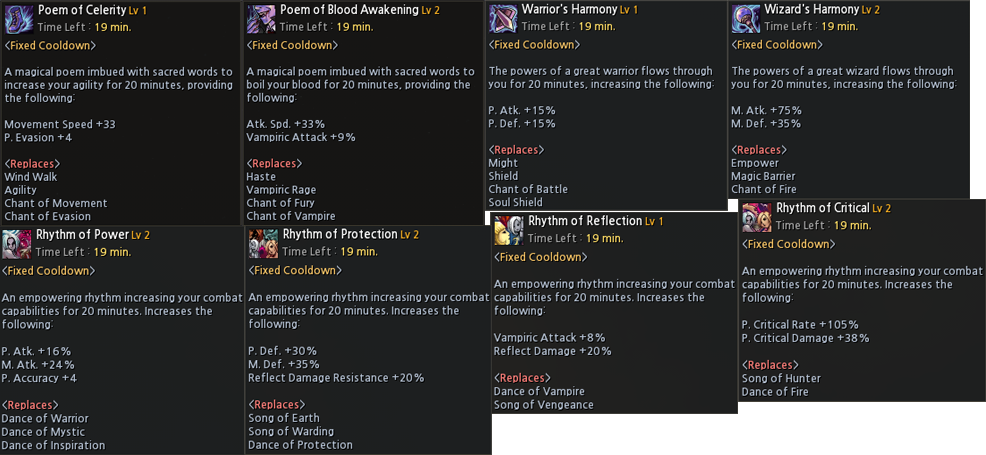 Poem of Celerity Lv 1
Time Left : 19 min.
<Fixed Cooldown>
A magical poem imbued with sacred words to
increase your agility for 20 minutes, providing
the following:
Movement Speed +33
P. Evasion +4
<Replaces>
Wind Walk
Agility
Chant of Movement
Chant of Evasion
Poem of Blood Awakening Lv 2
Time Left : 19 min.
<Fixed Cooldown>
A magical poem imbued with sacred words to
boil your blood for 20 minutes, providing the
following:
Atk. Spd. +33%
Vampiric Attack +9%
<Replaces>
Haste
Vampiric Rage
Chant of Fury
Chant of Vampire
Warrior's Harmony Lv 1
Time Left : 19 min.
<Fixed Cooldown>
The powers of a great warrior flows through
you for 20 minutes, increasing the following:
P. Atk. +15%
P. Def. +15%
<Replaces>
Might
Shield
Chant of Battle
Soul Shield
Wizard's Harmony Lv 2
Time Left : 19 min.
<Fixed Cooldown>
The powers of a great wizard flows through
you for 20 minutes, increasing the following:
M. Atk. +75%
M. Def. +35%
<Replaces>
Empower
Magic Barrier
Chant of Fire
Rhythm of Power Lv 2
Time Left : 19 min.
<Fixed Cooldown>
An empowering rhythm increasing your combat
capabilities for 20 minutes. Increases the
following:
P. Atk. +16%
M. Atk. +24%
P. Accuracy +4
<Replaces>
Dance of Warrior
Dance of Mystic
Dance of Inspiration
Rhythm of Protection Lv 2
Time Left : 19 min.
<Fixed Cooldown>
An empowering rhythm increasing your combat
capabilities for 20 minutes. Increases the
following:
P. Def. +30%
M. Def. +35%
Reflect Damage Resistance +20%
<Replaces>
Song of Earth
Song of Warding
Dance of Protection
Rhythm of Reflection Lv 1
Time Left : 19 min.
<Fixed Cooldown>
An empowering rhythm increasing your combat
capabilities for 20 minutes. Increases the
following:
Vampiric Attack +8%
Reflect Damage +20%
<Replaces>
Dance of Vampire
Song of Vengeance
Rhythm of Critical Lv 2
Time Left : 19 min.
<Fixed Cooldown>
An empowering rhythm increasing your combat
capabilities for 20 minutes. Increases the
following:
P. Critical Rate +105%
P. Critical Damage +38%
<Replaces>
Song of Hunter
Dance of Fire